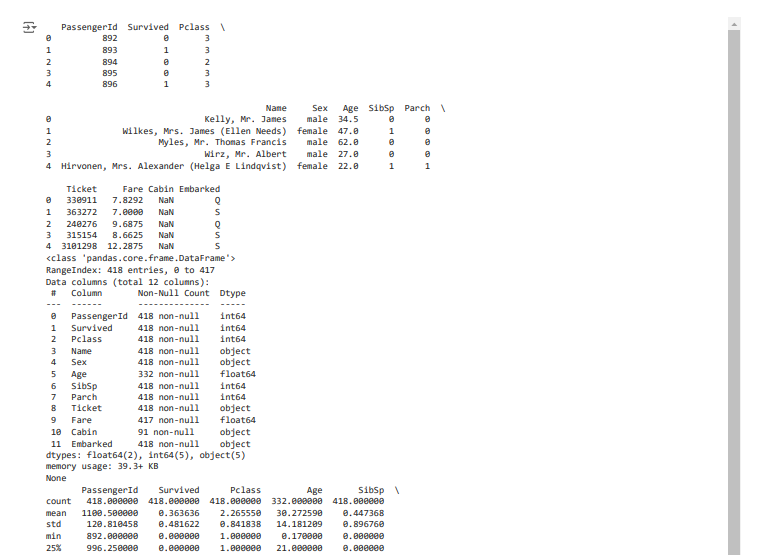 PassengerId  Survived  Pclass  \
0          892         0       3
1          893         1       3
2          894         0       2
3          895         0       3
4          896         1       3
                                           Name     Sex   Age  SibSp  Parch  \
0                              Kelly, Mr. James    male  34.5      0      0
1              Wilkes, Mrs. James (Ellen Needs)  female  47.0      1      0
2                     Myles, Mr. Thomas Francis    male  62.0      0      0
3                              Wirz, Mr. Albert    male  27.0      0      0
4  Hirvonen, Mrs. Alexander (Helga E Lindqvist)  female  22.0      1      1
    Ticket     Fare Cabin Embarked
0   330911   7.8292   NaN        Q
1   363272   7.0000   NaN        S
2   240276   9.6875   NaN        Q
3   315154   8.6625   NaN        S
4  3101298  12.2875   NaN        S
<class 'pandas.core.frame.DataFrame'>
RangeIndex: 418 entries, 0 to 417
Data columns (total 12 columns):
 #   Column       Non-Null Count  Dtype
---  ------       --------------  -----
 0   PassengerId  418 non-null    int64
 1   Survived     418 non-null    int64
 2   Pclass       418 non-null    int64
 3   Name         418 non-null    object
 4   Sex          418 non-null    object
 5   Age          332 non-null    float64
 6   SibSp        418 non-null    int64
 7   Parch        418 non-null    int64
 8   Ticket       418 non-null    object
 9   Fare         417 non-null    float64
 10  Cabin        91 non-null     object
 11  Embarked     418 non-null    object
dtypes: float64(2), int64(5), object(5)
memory usage: 39.3+ KB
None
       PassengerId    Survived      Pclass         Age       SibSp  \
count   418.000000  418.000000  418.000000  332.000000  418.000000
mean   1100.500000    0.363636    2.265550   30.272590    0.447368
std     120.810458    0.481622    0.841838   14.181209    0.896760
min     892.000000    0.000000    1.000000    0.170000    0.000000
25%     996.250000    0.000000    1.000000   21.000000    0.000000